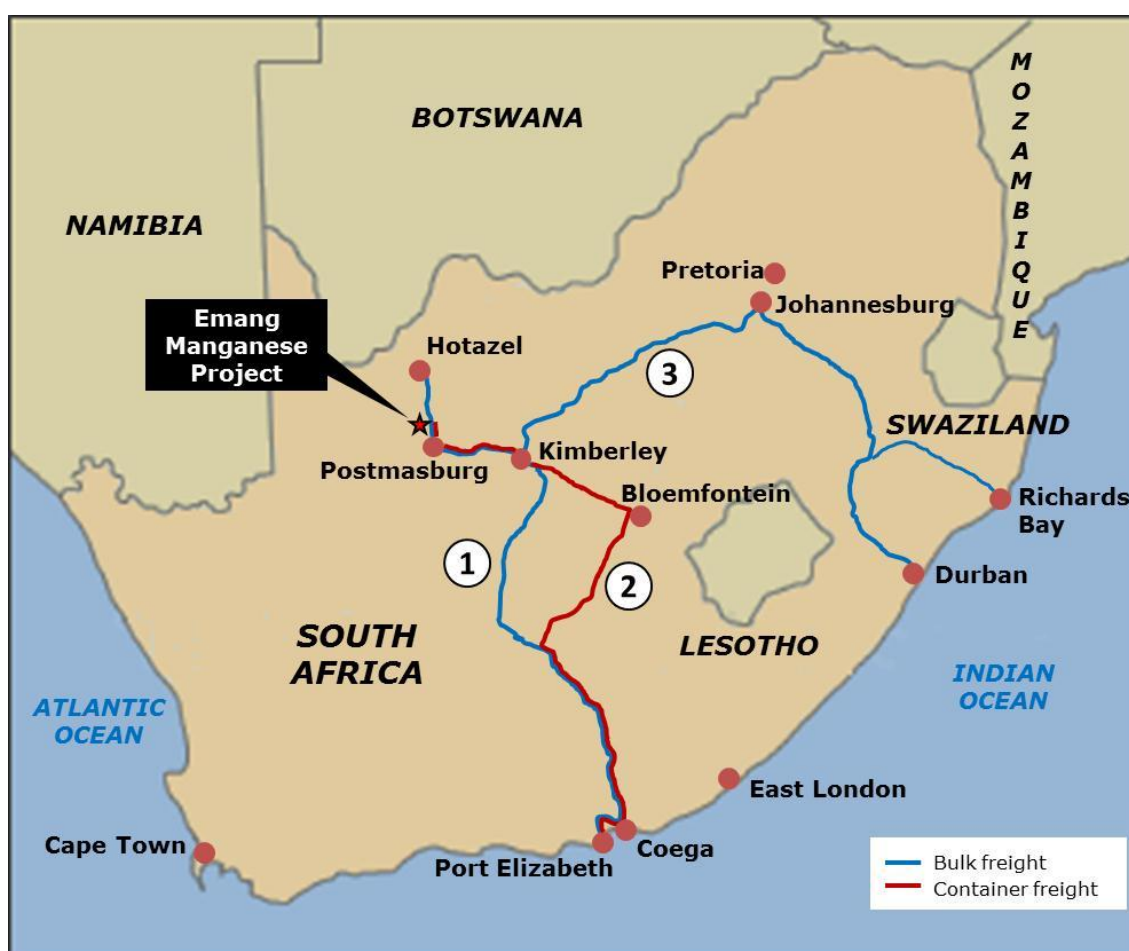 MOZAMBIQUE
BOTSWANA
NAMIBIA
Pretoria
Johannesburg
Emang
Manganese
Project
Hotazel
3
SWAZILAND
Postmasburg
Kimberley
Bloemfontein
Richards
Bay
1
2
Durban
SOUTH
AFRICA
LESOTHO
INDIAN
OCEAN
ATLANTIC
OCEAN
East London
Cape Town
Port Elizabeth
Coega
Bulk freight
Container freight